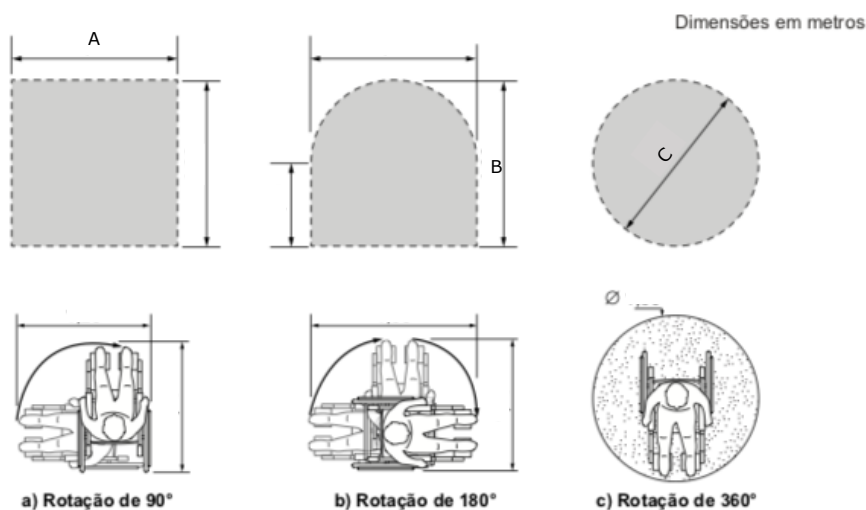 Dimensões em metros
A
B
C
Ø
a) Rotação de 90°
b) Rotação de 180°
c) Rotação de 360°